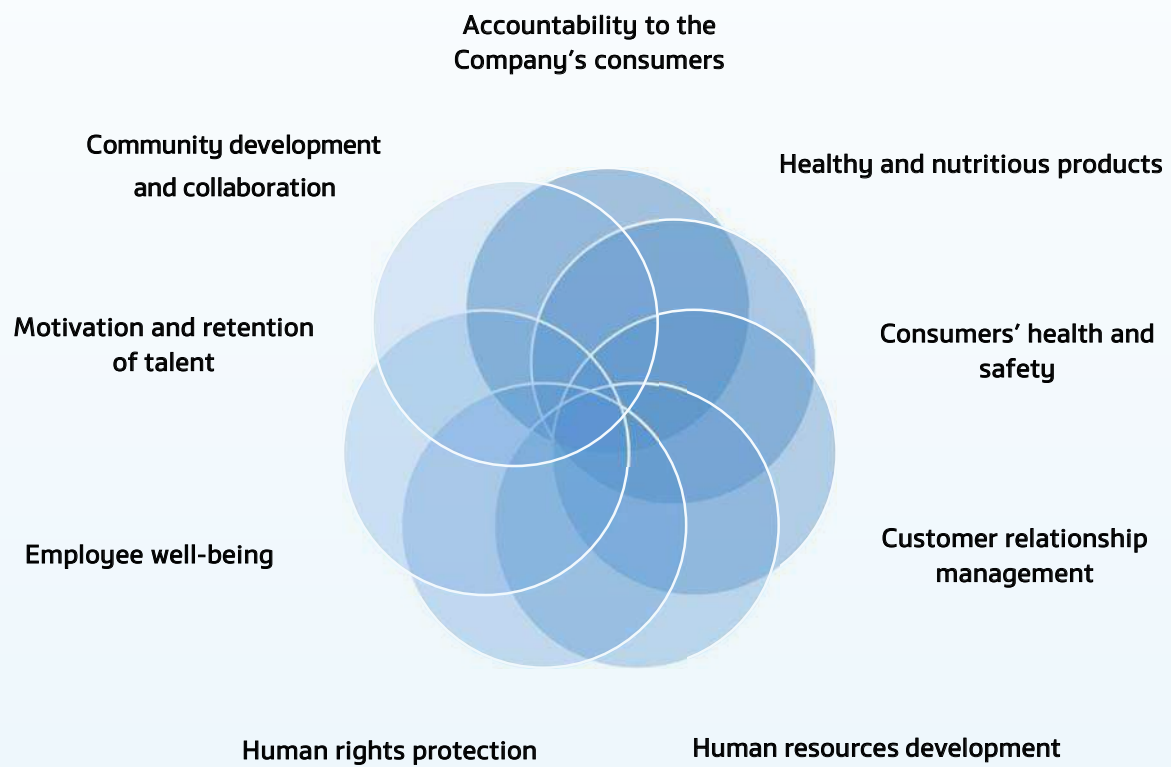 Accountability to the
Company's consumers
Community development
and collaboration
Healthy and nutritious products
Motivation and retention
of talent
Consumers' health and
safety
Employee well-being
Customer relationship
management
Human rights protection
Human resources development